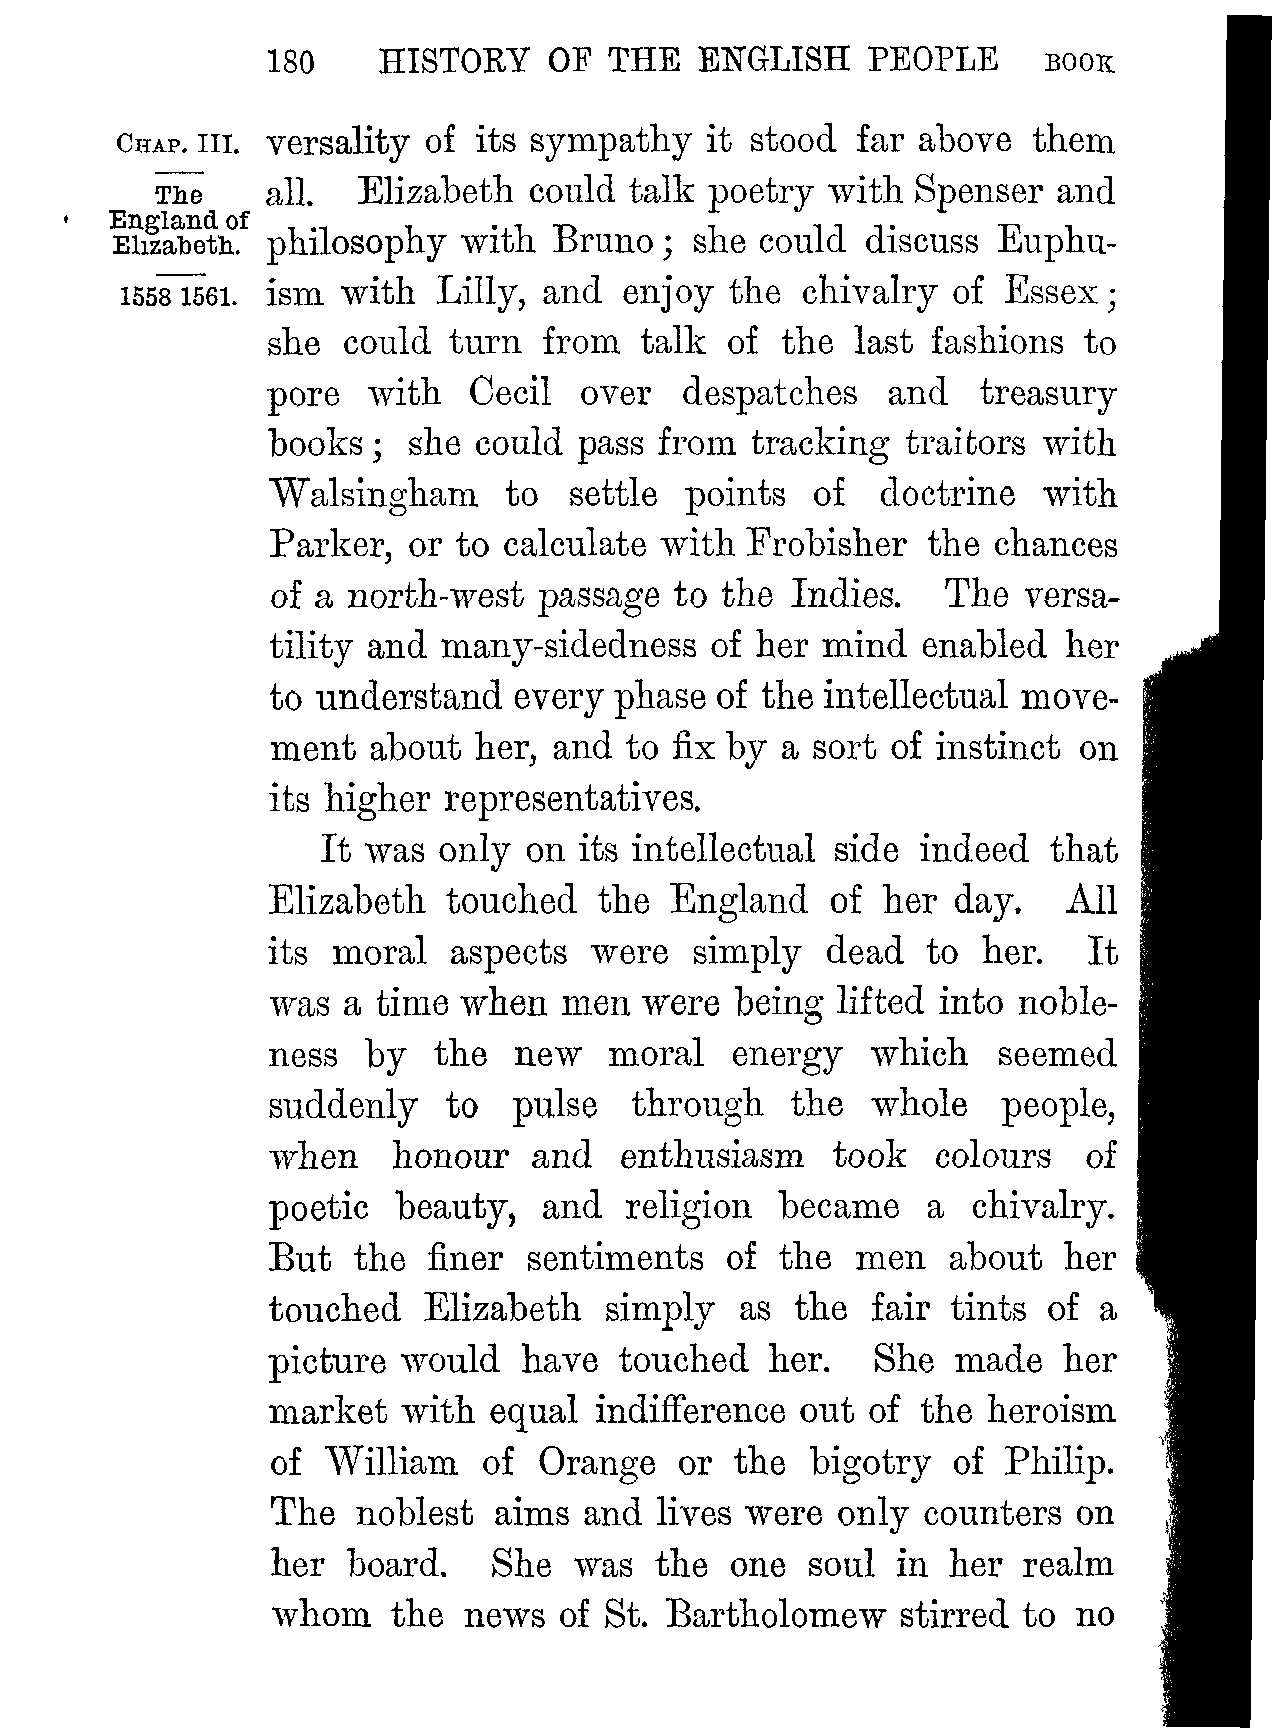 180 HISTORY OF THE ENGLISH PEOPLE BOOK
CHAP. III.
The
England of
Elizabeth.
1558 1561.
versality of its sympathy it stood far above them
all. Elizabeth could talk poetry with Spenser and
philosophy with Bruno; she could discuss Euphu-
ism with Lilly, and enjoy the chivalry of Essex;
she could turn from talk of the last fashions to
pore with Cecil over despatches and treasury
books; she could pass from tracking traitors with
Walsingham to settle points of doctrine with
Parker, or to calculate with Frobisher the chances
of a north-west passage to the Indies. The versa-
tility and many-sidedness of her mind enabled her
to understand every phase of the intellectual move-
ment about her, and to fix by a sort of instinct on
its higher representatives.
It was only on its intellectual side indeed that
Elizabeth touched the England of her day. All
its moral aspects were simply dead to her. It
was a time when men were being lifted into noble-
ness by the new moral energy which seemed
suddenly to pulse through the whole people,
when honour and enthusiasm took colours of
poetic beauty, and religion became a chivalry.
But the finer sentiments of the men about her
touched Elizabeth simply as the fair tints of a
picture would have touched her. She made her
market with equal indifference out of the heroism
of William of Orange or the bigotry of Philip.
The noblest aims and lives were only counters on
her board. She was the one soul in her realm
whom the news of St. Bartholomew stirred to no